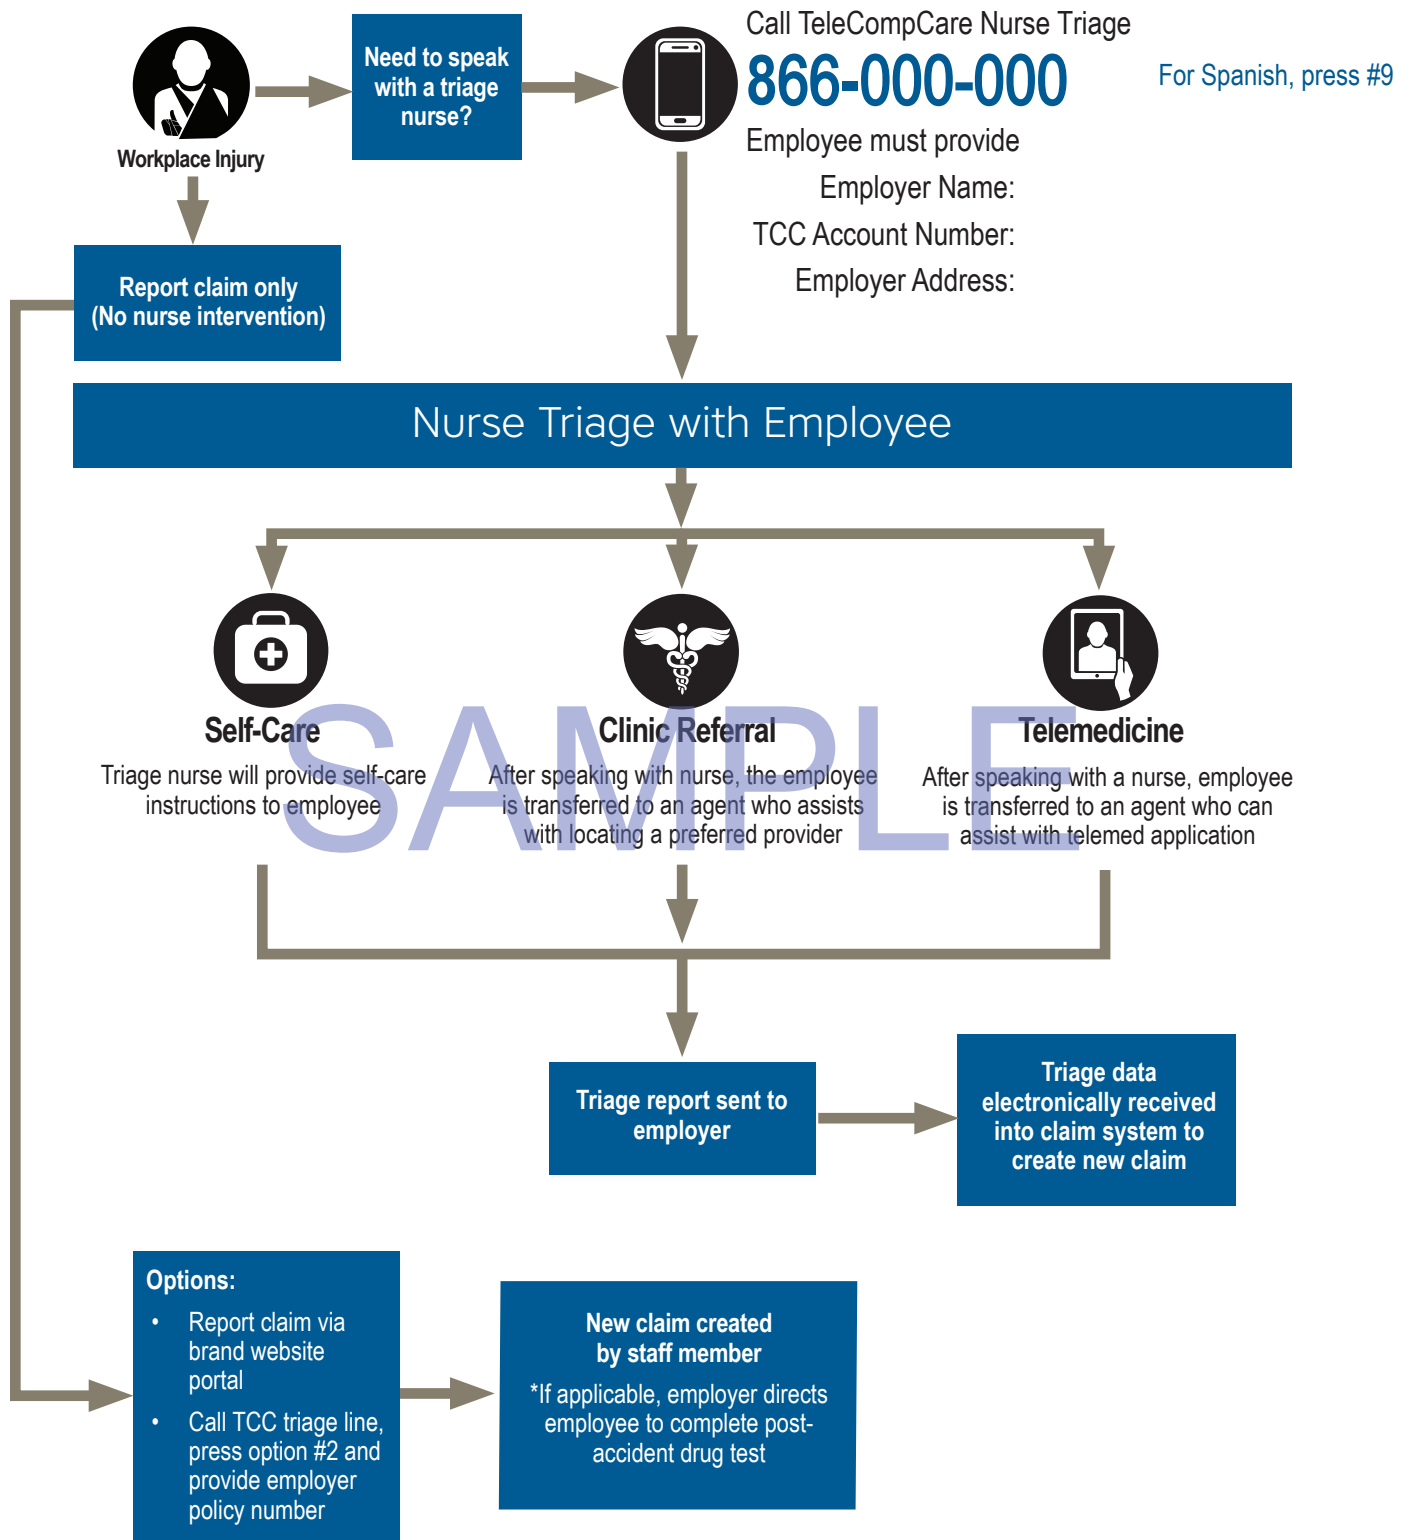 Call TeleCompCare Nurse Triage
866-000-000
For Spanish, press #9
Need to speak
with a triage
nurse?
Workplace Injury
Employee must provide
Employer Name:
TCC Account Number:
Employer Address:
Report claim only
(No nurse intervention)
Nurse Triage with Employee
Self-Care
Triage nurse will provide self-care
instructions to employee
Clinic Referral
After speaking with nurse, the employee
is transferred to an agent who assists
with locating a preferred provider
Telemedicine
After speaking with a nurse, employee
is transferred to an agent who can
assist with telemed application
SAMPLE
Triage report sent to
employer
Triage data
electronically received
into claim system to
create new claim
Options:
• Report claim via
brand website
portal
• Call TCC triage line,
press option #2 and
provide employer
policy number
New claim created
by staff member
*If applicable, employer directs
employee to complete post-
accident drug test